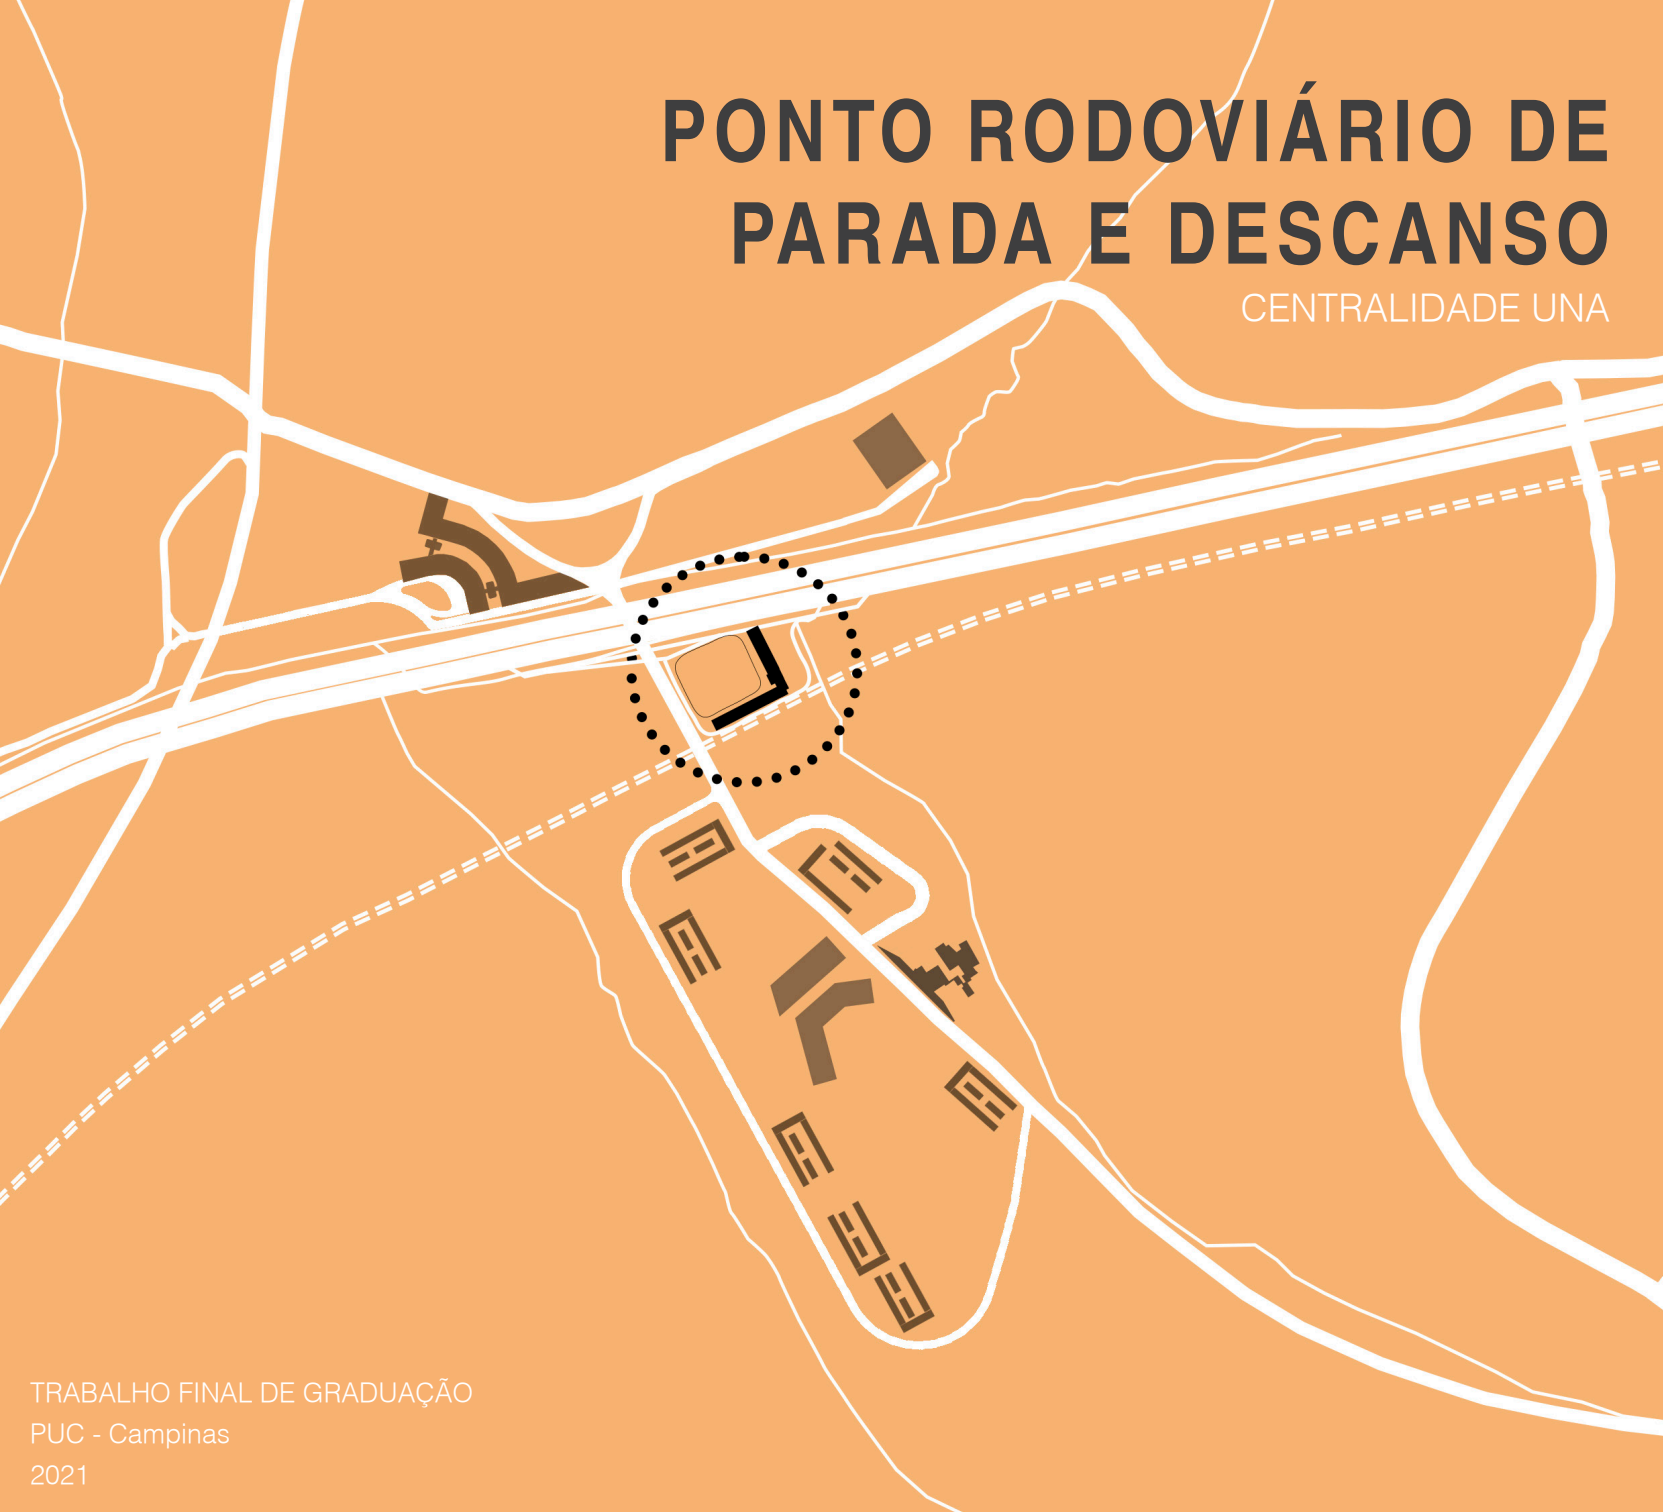 PONTO RODOVIÁRIO DE
PARADA E DESCANSO
CENTRALIDADE UNA
TRABALHO FINAL DE GRADUAÇÃO
PUC - Campinas
2021